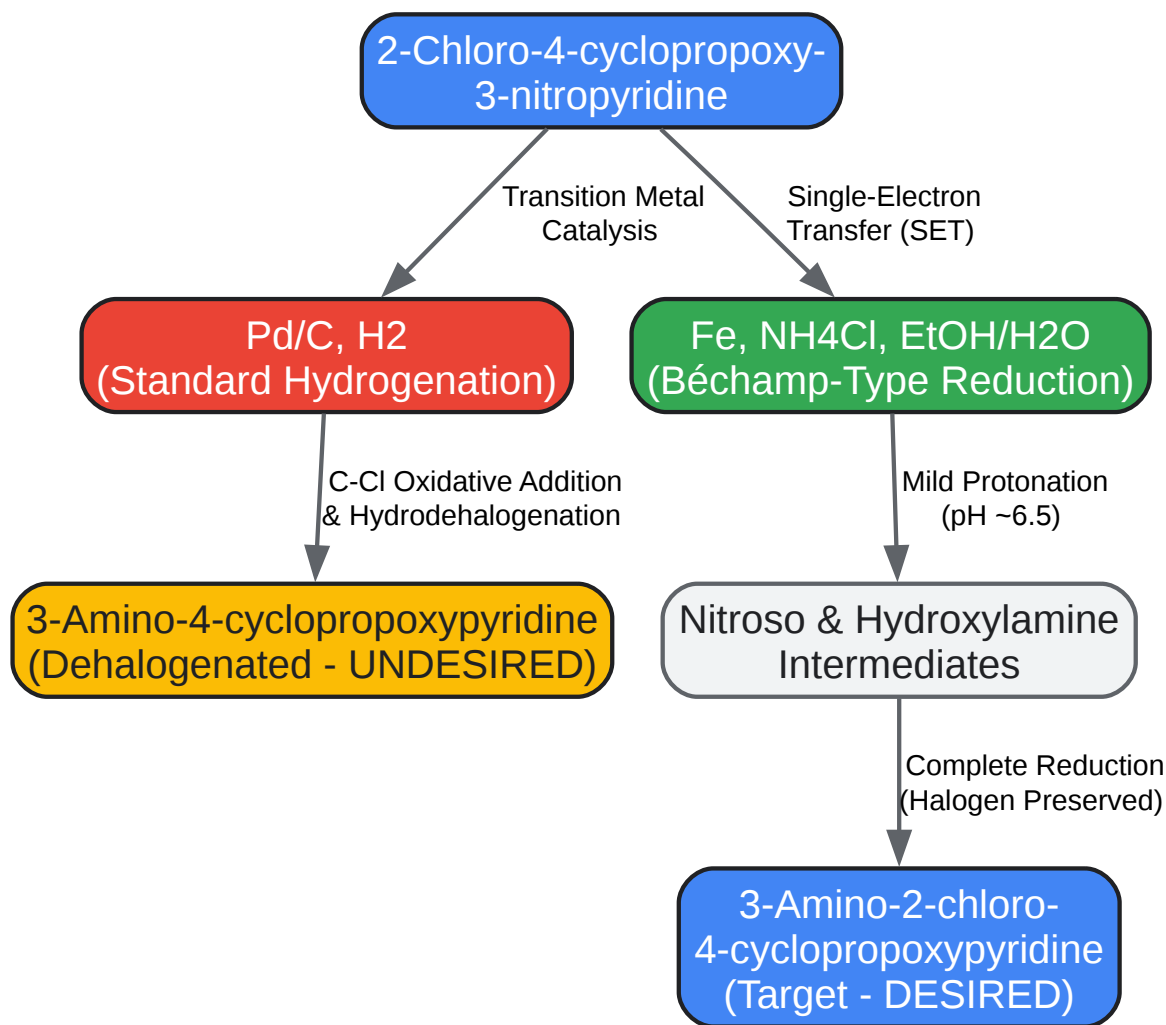 2-Chloro-4-cyclopropoxy-
3-nitropyridine
Transition Metal
Catalysis
Single-Electron
Transfer (SET)
Pd/C, H2
(Standard Hydrogenation)
Fe, NH4Cl, EtOH/H2O
(Béchamp-Type Reduction)
C-Cl Oxidative Addition
& Hydrodehalogenation
Mild Protonation
(pH ~6.5)
3-Amino-4-cyclopropoxypyridine
(Dehalogenated - UNDESIRED)
Nitroso & Hydroxylamine
Intermediates
Complete Reduction
(Halogen Preserved)
3-Amino-2-chloro-
4-cyclopropoxypyridine
(Target - DESIRED)